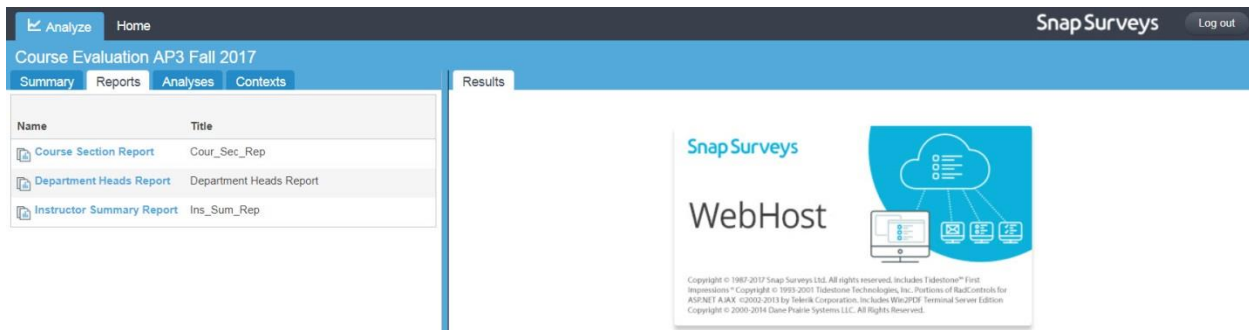 Analyze Home Snap Surveys Log out
Course Evaluation AP3 Fall 2017
Summary Reports Analyses Contexts Results
Name Title
Course Section Report Cour_Sec_Rep
Department Heads Report Department Heads Report
Instructor Summary Report Ins_Sum_Rep
Snap Surveys
WebHost
Copyright © 1987-2017 Snap Surveys Ltd. All rights reserved. Includes Tidestone™ First
Impressions ® Copyright © 1993-2001 Tidestone Technologies, Inc. Portions of RadControls for
ASP.NET AJAX ©2002-2013 by Telerik Corporation. Includes Win2PDF Terminal Server Edition
Copyright © 2000-2014 Dane Prairie Systems LLC. All Rights Reserved.